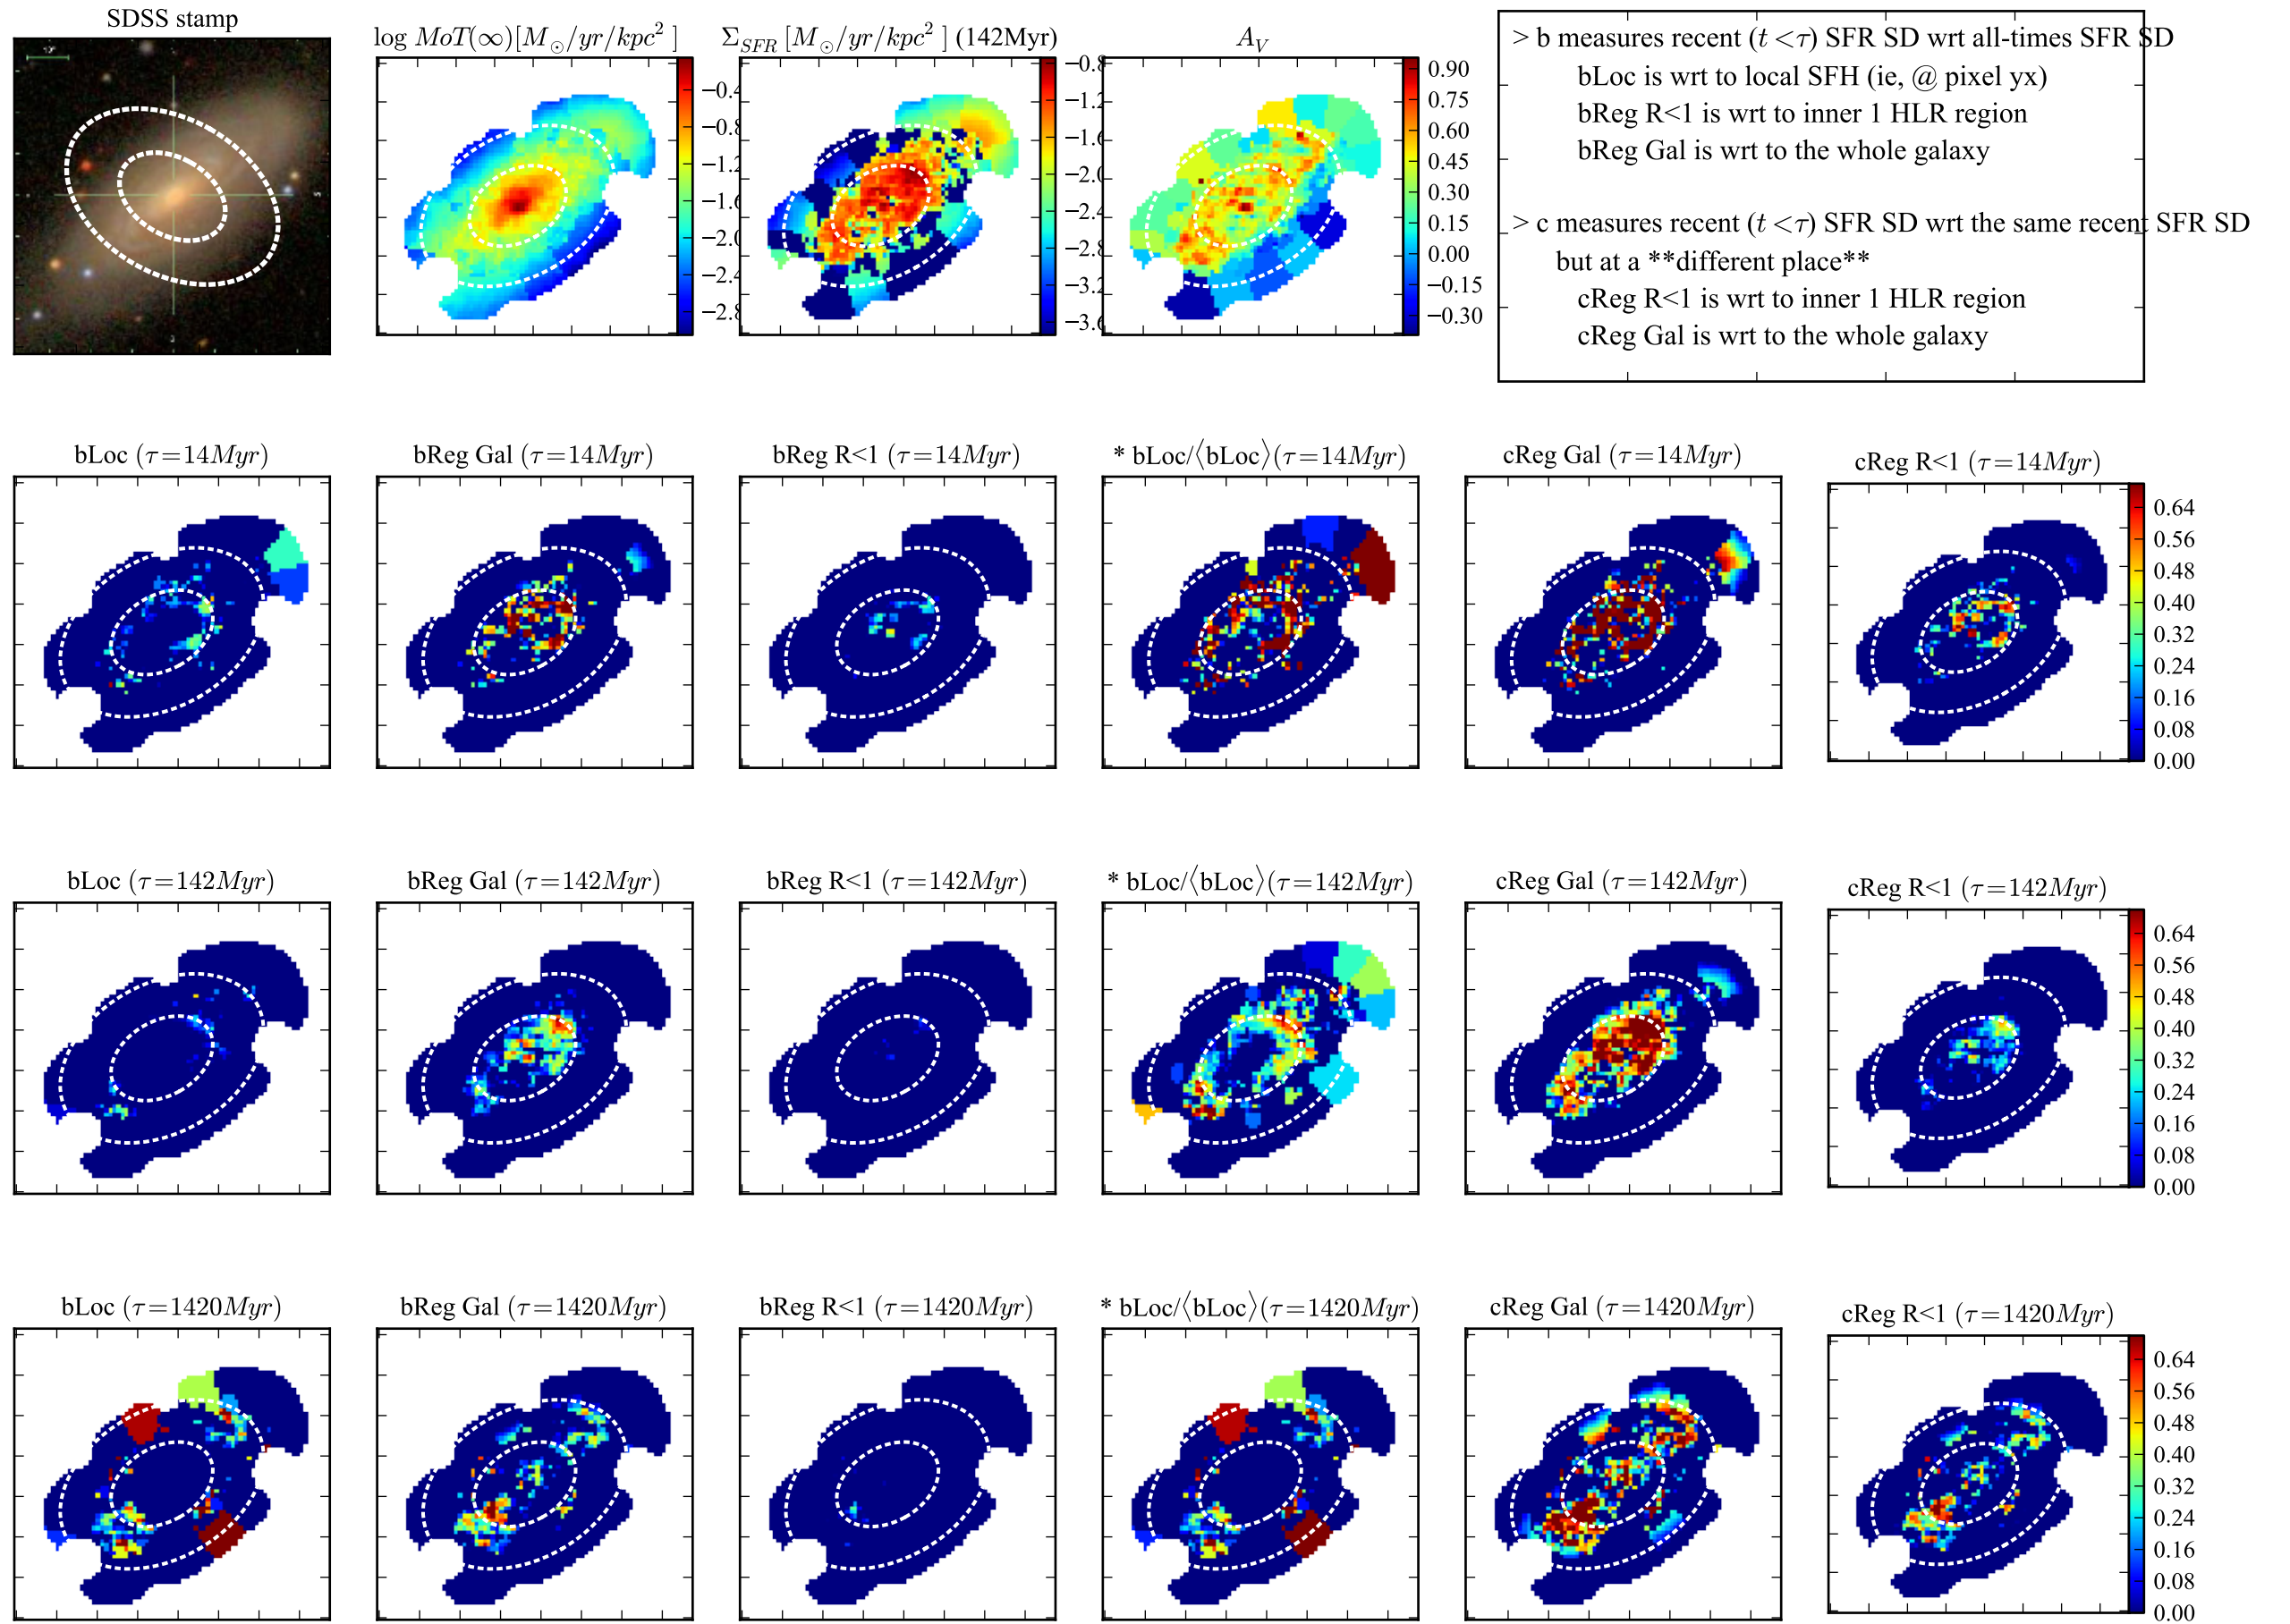 SDSS stamp
log MoT(∞)[M⊙/yr/kpc² ]
Σ_SFR [M⊙/yr/kpc² ] (142Myr)
A_V
−0.4
−0.8
−1.2
−1.6
−2.0
−2.4
−2.8
−0.8
−1.2
−1.6
−2.0
−2.4
−2.8
−3.2
−3.6
0.90
0.75
0.60
0.45
0.30
0.15
0.00
−0.15
−0.30
> b measures recent (t <τ) SFR SD wrt all-times SFR SD
bLoc is wrt to local SFH (ie, @ pixel yx)
bReg R<1 is wrt to inner 1 HLR region
bReg Gal is wrt to the whole galaxy
> c measures recent (t <τ) SFR SD wrt the same recent SFR SD
but at a **different place**
cReg R<1 is wrt to inner 1 HLR region
cReg Gal is wrt to the whole galaxy
bLoc (τ=14Myr)
bReg Gal (τ=14Myr)
bReg R<1 (τ=14Myr)
* bLoc/⟨bLoc⟩(τ=14Myr)
cReg Gal (τ=14Myr)
cReg R<1 (τ=14Myr)
0.64
0.56
0.48
0.40
0.32
0.24
0.16
0.08
0.00
bLoc (τ=142Myr)
bReg Gal (τ=142Myr)
bReg R<1 (τ=142Myr)
* bLoc/⟨bLoc⟩(τ=142Myr)
cReg Gal (τ=142Myr)
cReg R<1 (τ=142Myr)
0.64
0.56
0.48
0.40
0.32
0.24
0.16
0.08
0.00
bLoc (τ=1420Myr)
bReg Gal (τ=1420Myr)
bReg R<1 (τ=1420Myr)
* bLoc/⟨bLoc⟩(τ=1420Myr)
cReg Gal (τ=1420Myr)
cReg R<1 (τ=1420Myr)
0.64
0.56
0.48
0.40
0.32
0.24
0.16
0.08
0.00